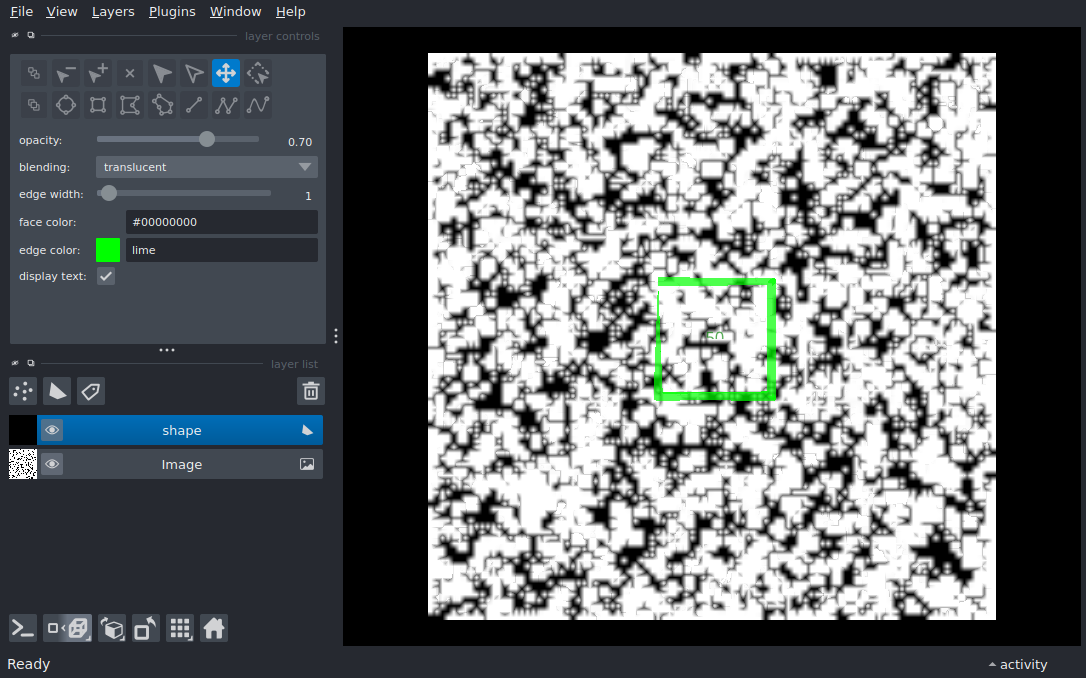 File View Layers Plugins Window Help
layer controls
opacity: 0.70
blending: translucent
edge width: 1
face color: #00000000
edge color: lime
display text:
layer list
shape
Image
Ready
activity